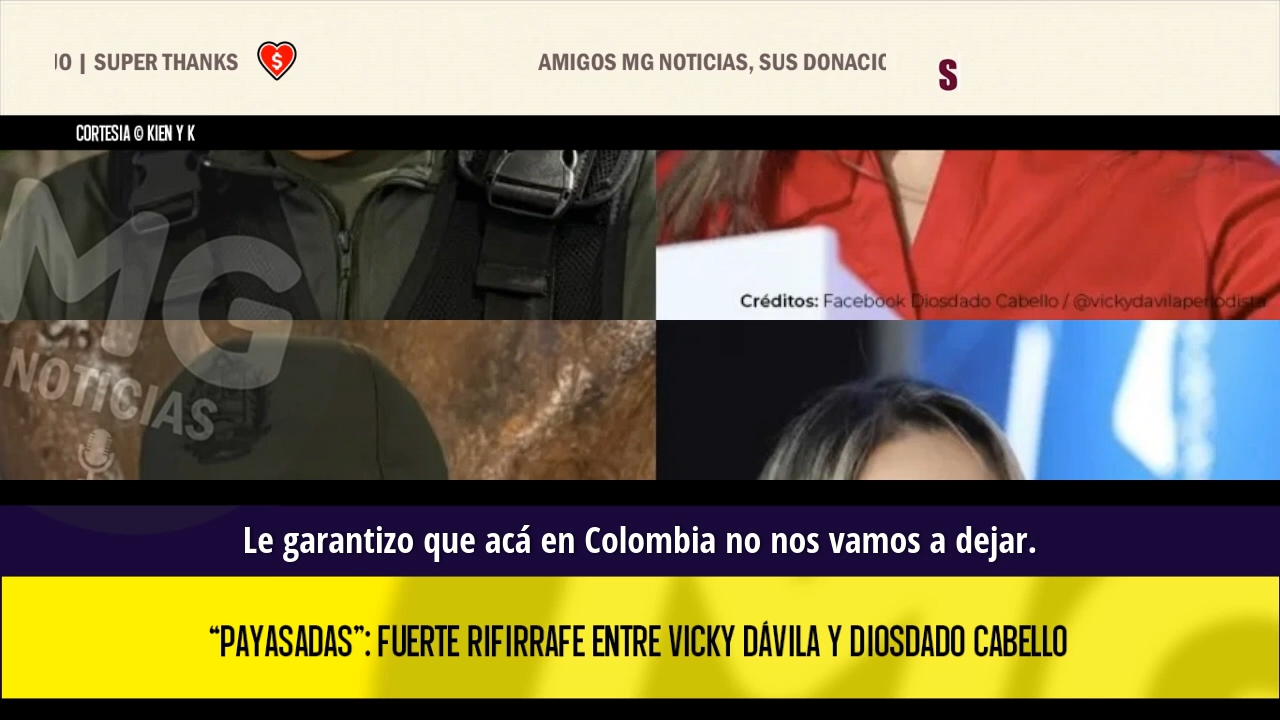 IO | SUPER THANKS
AMIGOS MG NOTICIAS, SUS DONACIO
S
CORTESIA © KIEN Y K
Créditos: Facebook Diosdado Cabello / @vickydavilaperiodista
MG
NOTICIAS
Le garantizo que acá en Colombia no nos vamos a dejar.
“PAYASADAS”: FUERTE RIFIRRAFE ENTRE VICKY DÁVILA Y DIOSDADO CABELLO